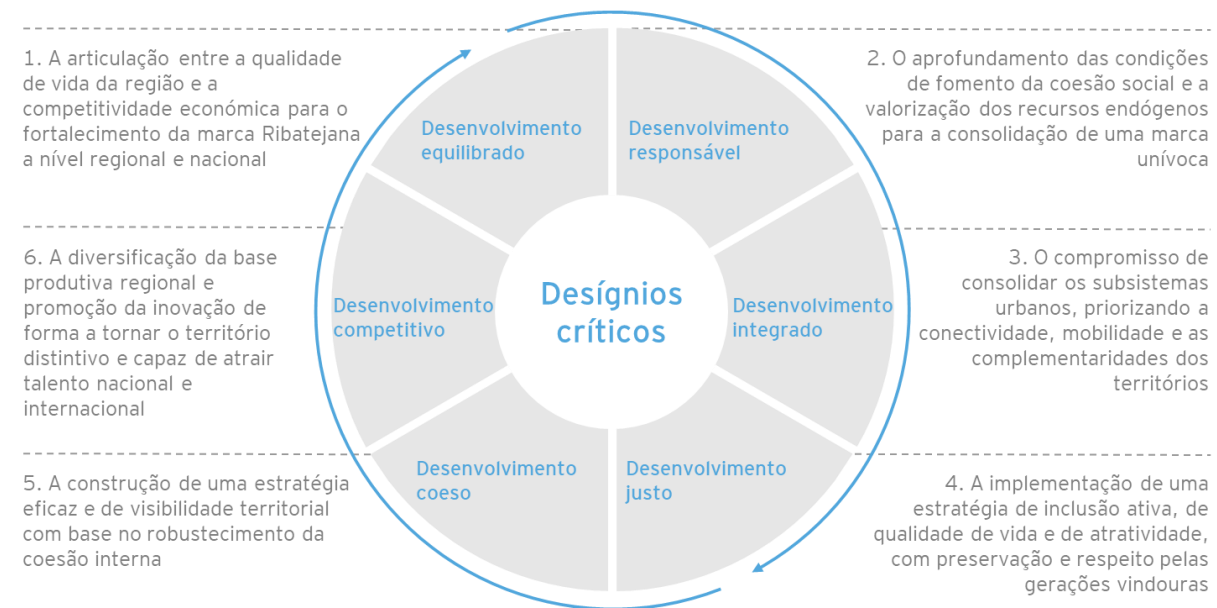 1. A articulação entre a qualidade
de vida da região e a
competitividade económica para o
fortalecimento da marca Ribatejana
a nível regional e nacional
2. O aprofundamento das condições
de fomento da coesão social e a
valorização dos recursos endógenos
para a consolidação de uma marca
unívoca
Desenvolvimento
equilibrado
Desenvolvimento
responsável
6. A diversificação da base
produtiva regional e
promoção da inovação de
forma a tornar o território
distintivo e capaz de atrair
talento nacional e
internacional
Desenvolvimento
competitivo
Desígnios
críticos
Desenvolvimento
integrado
3. O compromisso de
consolidar os subsistemas
urbanos, priorizando a
conectividade, mobilidade e as
complementaridades dos
territórios
5. A construção de uma estratégia
eficaz e de visibilidade territorial
com base no robustecimento da
coesão interna
Desenvolvimento
coeso
Desenvolvimento
justo
4. A implementação de uma
estratégia de inclusão ativa, de
qualidade de vida e de atratividade,
com preservação e respeito pelas
gerações vindouras